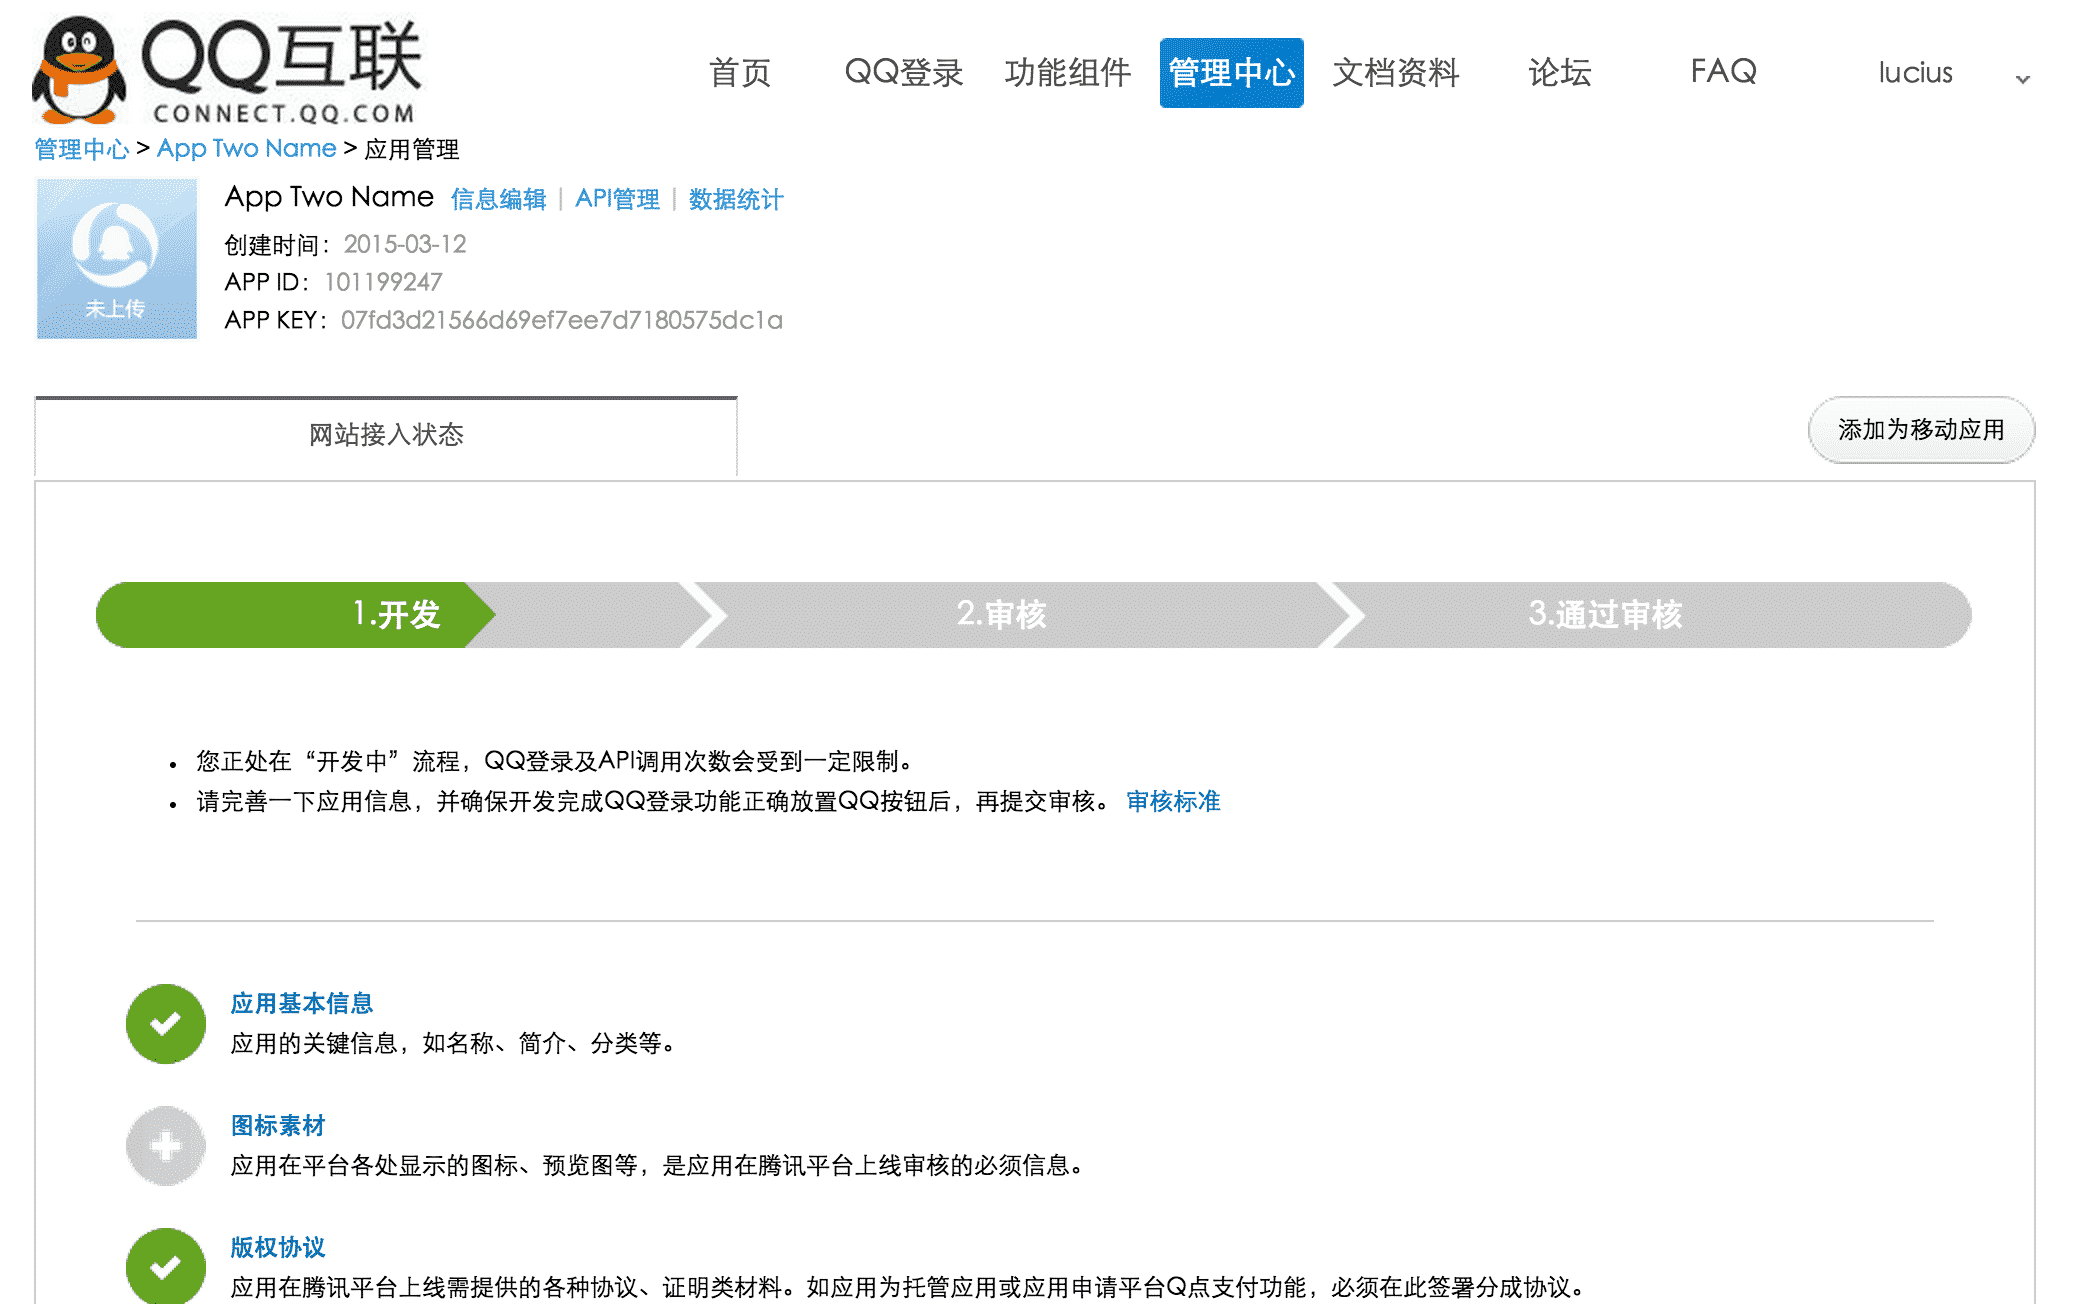 QQ互联
CONNECT.QQ.COM
首页 QQ登录 功能组件 管理中心 文档资料 论坛 FAQ lucius
管理中心 > App Two Name > 应用管理
App Two Name 信息编辑 | API管理 | 数据统计
创建时间：2015-03-12
APP ID：101199247
APP KEY：07fd3d21566d69ef7ee7d7180575dc1a
未上传
网站接入状态
添加为移动应用
1.开发 2.审核 3.通过审核
• 您正处在“开发中”流程，QQ登录及API调用次数会受到一定限制。
• 请完善一下应用信息，并确保开发完成QQ登录功能正确放置QQ按钮后，再提交审核。 审核标准
应用基本信息
应用的关键信息，如名称、简介、分类等。
图标素材
应用在平台各处显示的图标、预览图等，是应用在腾讯平台上线审核的必须信息。
版权协议
应用在腾讯平台上线需提供的各种协议、证明类材料。如应用为托管应用或应用申请平台Q点支付功能，必须在此签署分成协议。